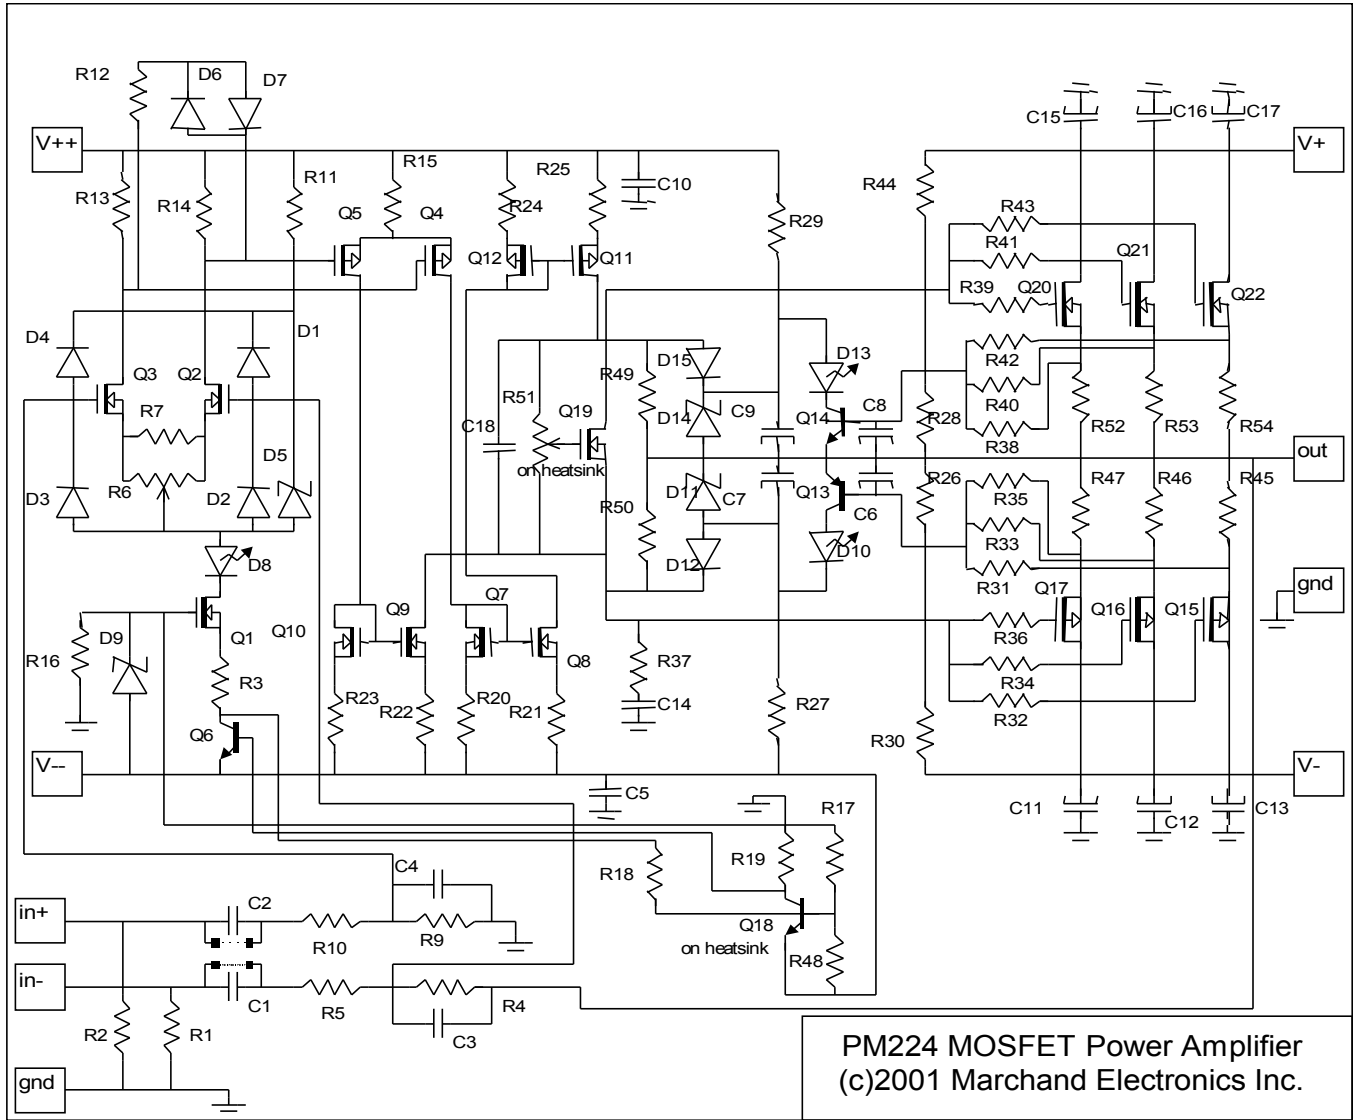 R12 D6 D7
C15 C16 C17
V++ V+
R15
R11 R25 C10 R44
R13 R14 R29
Q5 Q4 R24 R43
R41 Q21
Q12 Q11
R39 Q20 Q22
D4 D1
Q3 Q2 D15 D13 R42
R7 R51 R49 R40
Q19 D14 C9 Q14 C8 R28 R52 R53 R54
C18 R38
out
on heatsink
D5
R6 D2 D11 C7 Q13 R26 R47 R46 R45
D3 R50 C6 R35
R33
D8 D12 D10
R31
gnd
Q9 Q7 Q17 Q16 Q15
D9 Q1 Q10
R16 Q8 R37 R36
R3 R34
R23 R22 R20 R21 C14 R27 R32
Q6 R30
V-- V-
C5 R17 C11 C12 C13
R19
C4 R18
in+ C2
R10 R9 Q18
on heatsink
R48
in- C1 R5 R4
R2 R1 C3
gnd
PM224 MOSFET Power Amplifier
(c)2001 Marchand Electronics Inc.